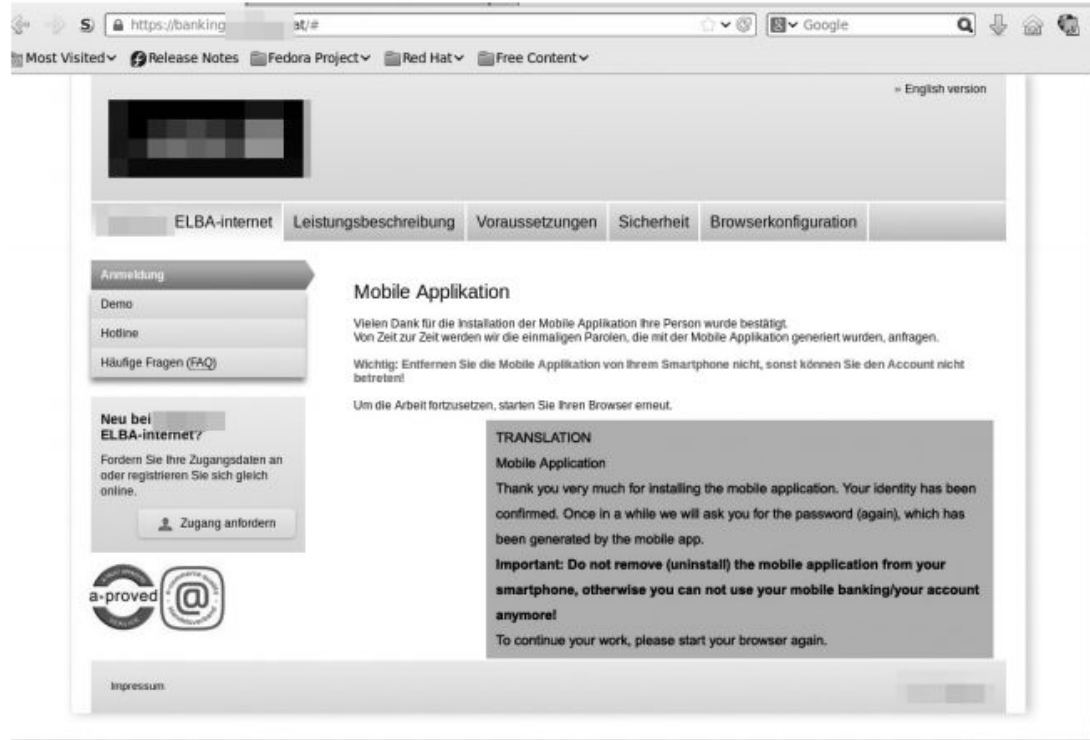 https://banking at/#
Google
Most Visited Release Notes Fedora Project Red Hat Free Content
» English version
ELBA-internet Leistungsbeschreibung Voraussetzungen Sicherheit Browserkonfiguration
Anmeldung
Demo
Hotline
Häufige Fragen (FAQ)
Neu bei
ELBA-internet?
Fordern Sie Ihre Zugangsdaten an
oder registrieren Sie sich gleich
online.
Zugang anfordern
a-proved
Mobile Applikation
Vielen Dank für die Installation der Mobile Applikation Ihre Person wurde bestätigt.
Von Zeit zur Zeit werden wir die einmaligen Parolen, die mit der Mobile Applikation generiert wurden, anfragen.
Wichtig: Entfernen Sie die Mobile Applikation von Ihrem Smartphone nicht, sonst können Sie den Account nicht
betreten!
Um die Arbeit fortzusetzen, starten Sie Ihren Browser erneut.
TRANSLATION
Mobile Application
Thank you very much for installing the mobile application. Your identity has been
confirmed. Once in a while we will ask you for the password (again), which has
been generated by the mobile app.
Important: Do not remove (uninstall) the mobile application from your
smartphone, otherwise you can not use your mobile banking/your account
anymore!
To continue your work, please start your browser again.
Impressum